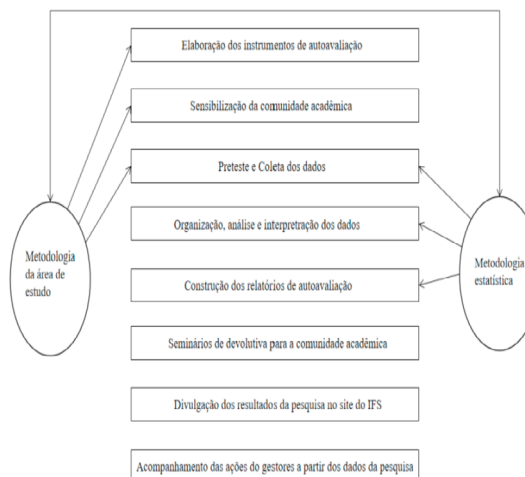 Elaboração dos instrumentos de autoavaliação
Sensibilização da comunidade acadêmica
Preteste e Coleta dos dados
Organização, análise e interpretração dos dados
Construção dos relatórios de autoavaliação
Seminários de devolutiva para a comunidade acadêmica
Divulgação dos resultados da pesquisa no site do IFS
Acompanhamento das ações do gestores a partir dos dados da pesquisa
Metodologia
da área de
estudo
Metodologia
estatística